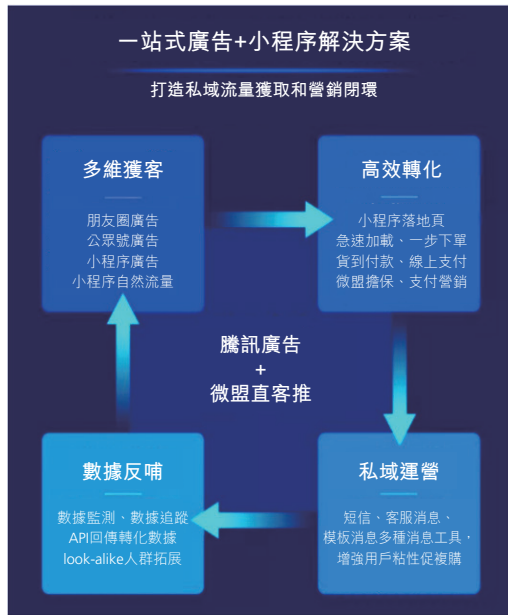 一站式廣告+小程序解決方案
打造私域流量獲取和營銷閉環
多維獲客
朋友圈廣告
公眾號廣告
小程序廣告
小程序自然流量
高效轉化
小程序落地頁
急速加載、一步下單
貨到付款、線上支付
微盟擔保、支付營銷
騰訊廣告
+
微盟直客推
數據反哺
數據監測、數據追蹤
API回傳轉化數據
look-alike人群拓展
私域運營
短信、客服消息、
模板消息多種消息工具，
增強用戶粘性促複購